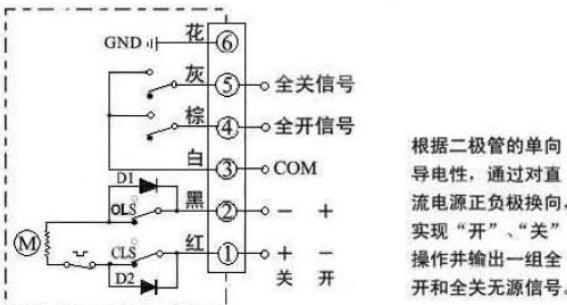 GND 花 ⑥
灰 ⑤ 全关信号
棕 ④ 全开信号
白 ③ COM
D1
OLS 黑 ② − +
M
CLS 红 ① + −
D2
关 开
根据二极管的单向
导电性，通过对直
流电源正负极换向、
实现“开”、“关”
操作并输出一组全
开和全关无源信号。